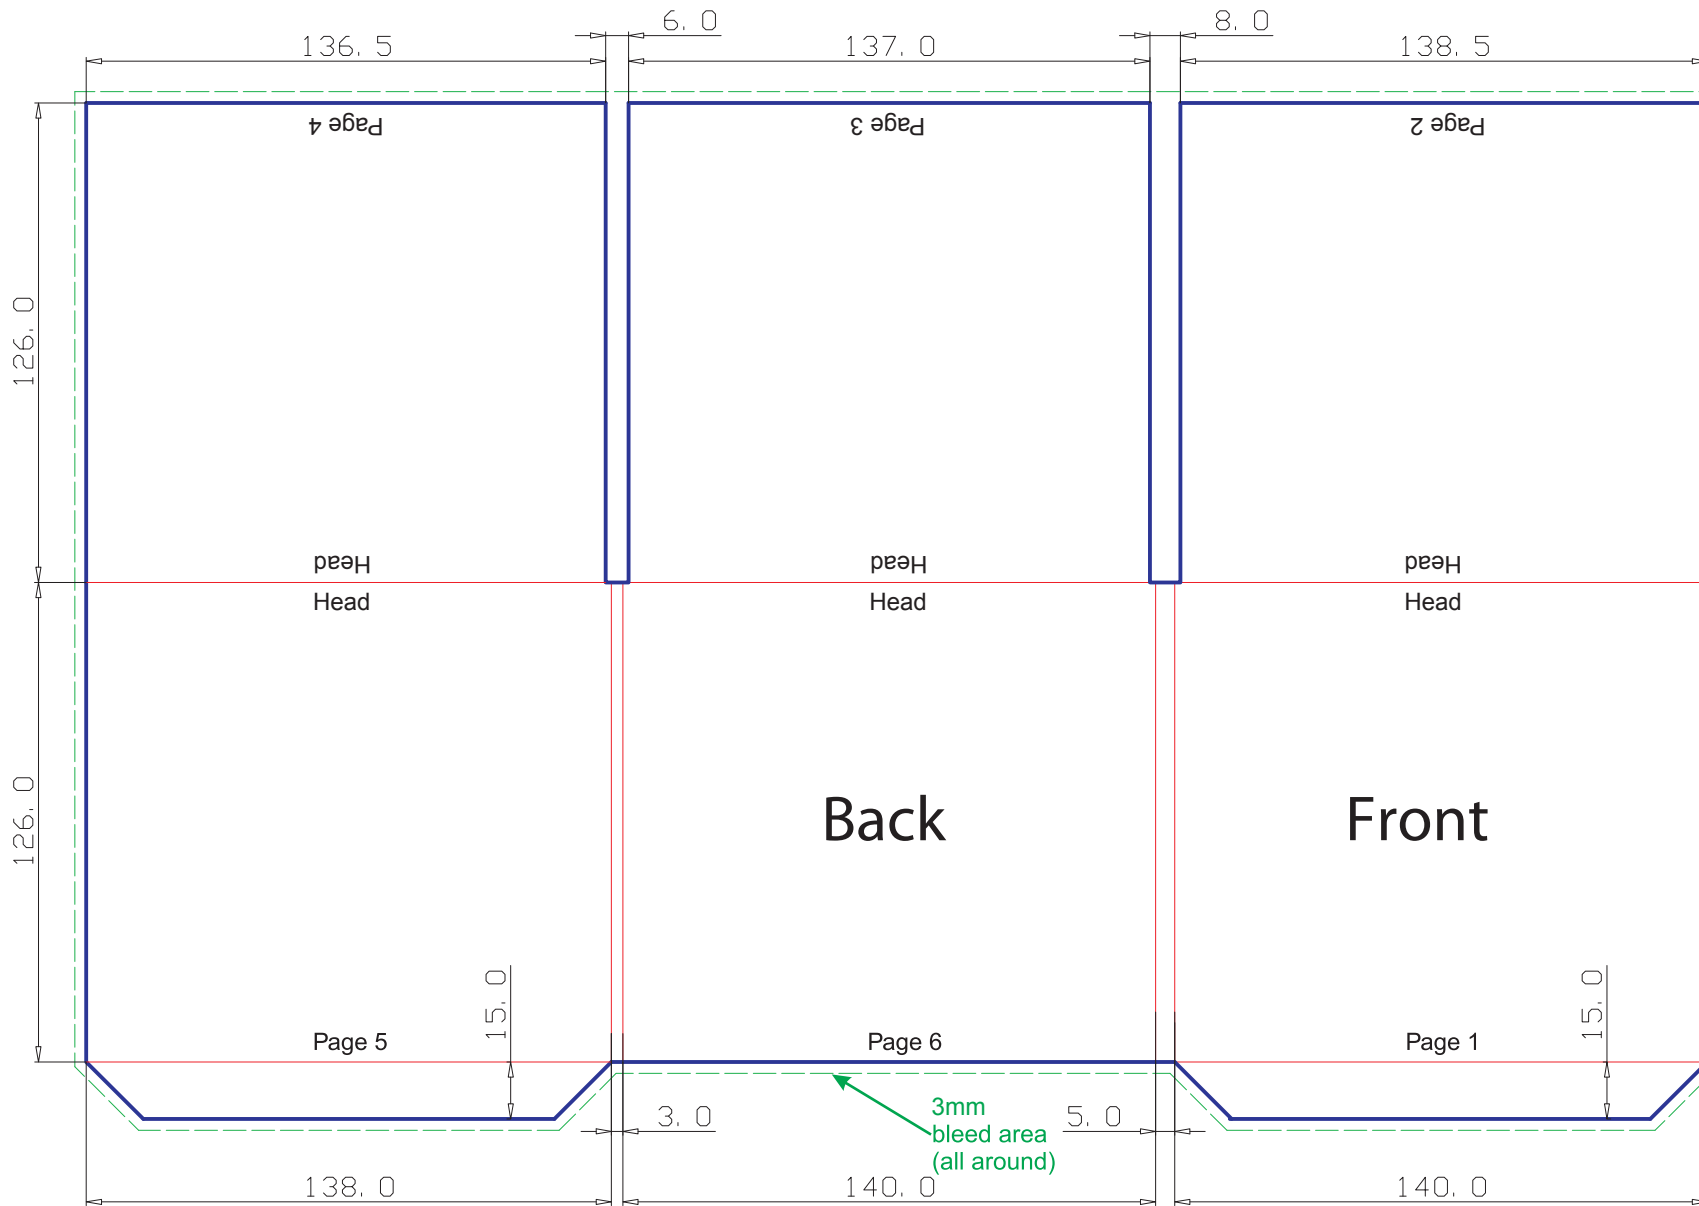 6.0
8.0
136.5
137.0
138.5
Page 4
Page 3
Page 2
126.0
Head
Head
Head
Head
Head
Head
126.0
Back
Front
15.0
15.0
Page 5
Page 6
Page 1
3.0
3mm
bleed area
(all around)
5.0
138.0
140.0
140.0